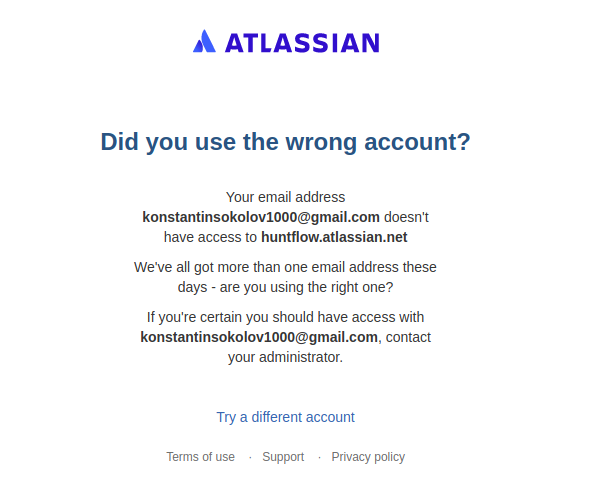 ATLASSIAN
Did you use the wrong account?
Your email address
konstantinsokolov1000@gmail.com doesn't
have access to huntflow.atlassian.net
We've all got more than one email address these
days - are you using the right one?
If you're certain you should have access with
konstantinsokolov1000@gmail.com, contact
your administrator.
Try a different account
Terms of use · Support · Privacy policy